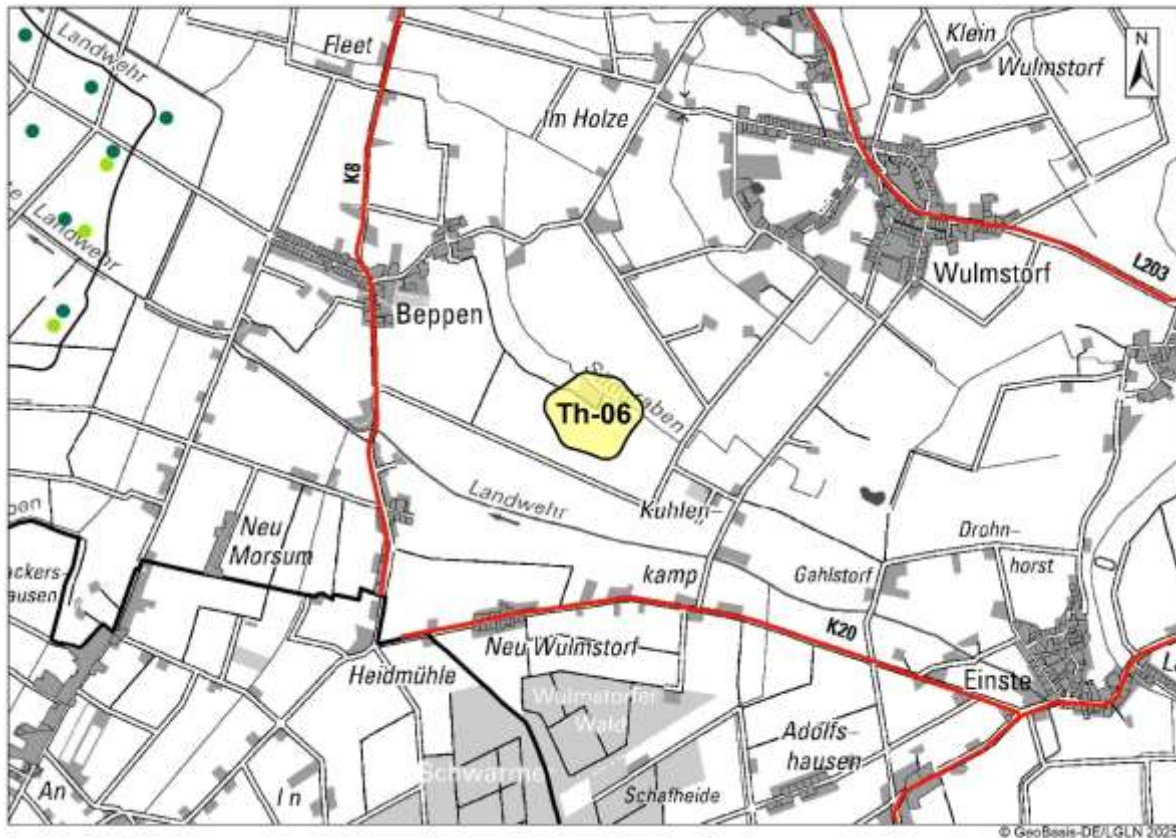 Klein
Wulmstorf
N
Landwehr
Fleet
Im Holze
K8
Landwehr
Beppen
Wulmstorf
L203
Th-06
Landwehr
Kuhlen-
kamp
Neu
Morsum
Drohn-
horst
Gahlstorf
K20
Neu Wulmstorf
Heidmühle
Einste
Wulmstorfer
Wald
Adolfs-
hausen
Schwarme
Schafheide
An
In
© GeoBasis-DE/LGLN